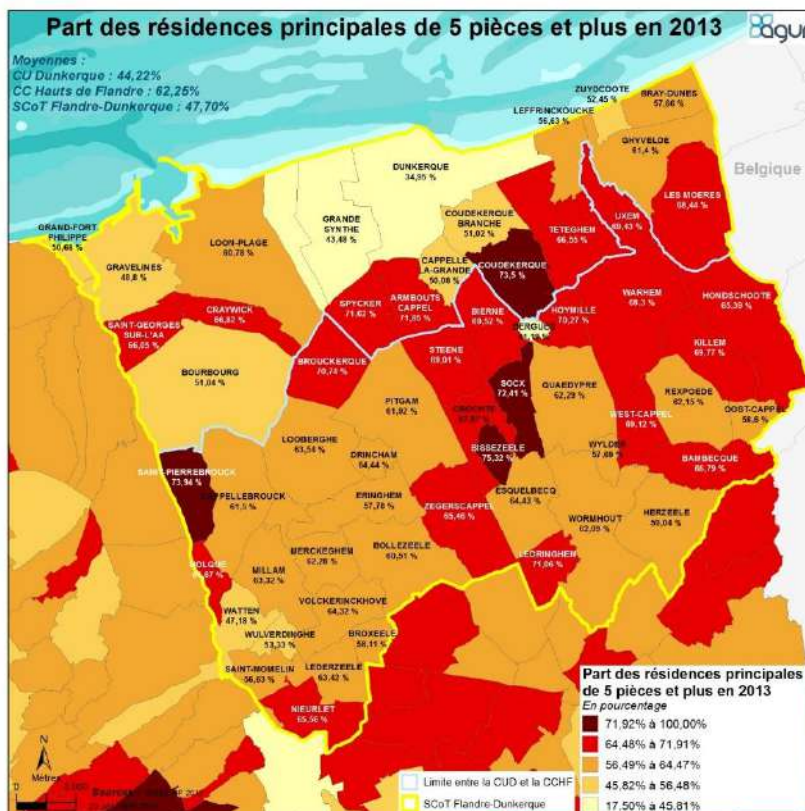 Part des résidences principales de 5 pièces et plus en 2013
agur
Moyennes :
CU Dunkerque : 44,22%
CC Hauts de Flandre : 62,25%
SCoT Flandre-Dunkerque : 47,70%
ZUYDCOOTE
52,45 %
BRAY-DUNES
57,66 %
LEFFRINCKOUCKE
56,63 %
GHYVELDE
61,4 %
Belgique
DUNKERQUE
34,95 %
LES MOERES
68,44 %
GRANDE
SYNTHE
43,48 %
COUDEKERQUE
BRANCHE
51,02 %
TETEGHEM
66,55 %
UXEM
GRAND-FORT
PHILIPPE
50,68 %
LOON-PLAGE
60,78 %
GRAVELINES
48,8 %
CAPPELLE
LA-GRANDE
50,08 %
COUDEKERQUE
73,5 %
SPYCKER
71,02 %
ARMBOUTS
CAPPEL
71,85 %
BIERNE
69,52 %
HOYMILLE
70,27 %
WARHEM
68,3 %
HONDSCHOOTE
65,39 %
CRAYWICK
66,82 %
SAINT-GEORGES
SUR-L'AA
66,05 %
BERGUES
BROUCKERQUE
70,74 %
STEENE
69,01 %
KILLEM
69,77 %
BOURBOURG
51,04 %
SOCX
72,41 %
QUAEDYPRE
62,29 %
REXPOEDE
62,15 %
PITGAM
61,92 %
CROCHTE
WEST-CAPPEL
69,12 %
OOST-CAPPEL
58,6 %
LOOBERGHE
63,54 %
DRINCHAM
64,44 %
BISSEZEELE
75,32 %
WYLDER
57,69 %
BAMBECQUE
66,79 %
SAINT-PIERREBROUCK
73,94 %
CAPPELLEBROUCK
61,5 %
ERINGHEM
57,78 %
ZEGERSCAPPEL
65,46 %
ESQUELBECQ
64,43 %
WORMHOUT
62,09 %
HERZEELE
59,04 %
MERCKEGHEM
62,78 %
BOLLEZEELE
60,51 %
LEDRINGHEM
71,06 %
HOLQUE
MILLAM
63,32 %
VOLCKERINCKHOVE
64,32 %
WATTEN
47,18 %
WULVERDINGHE
53,33 %
BROXEELE
58,11 %
SAINT-MOMELIN
56,63 %
LEDERZEELE
63,42 %
NIEURLET
65,56 %
Part des résidences principales
de 5 pièces et plus en 2013
En pourcentage
71,92% à 100,00%
64,48% à 71,91%
56,49% à 64,47%
45,82% à 56,48%
17,50% à 45,81%
N
Mètres
0
Limite entre la CUD et la CCHF
SCoT Flandre-Dunkerque